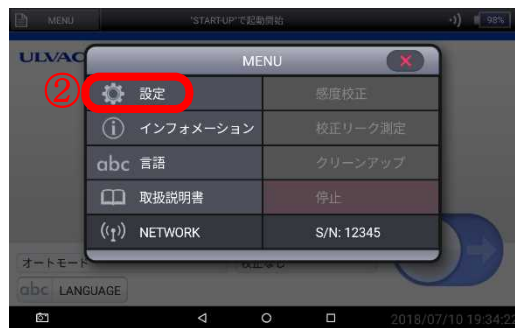 MENU
"START-UP"で起動開始
98%
ULVAC
MENU
②
設定
感度校正
インフォメーション
校正リーク測定
abc 言語
クリーンアップ
取扱説明書
停止
NETWORK
S/N: 12345
オートモード
校正なし
abc LANGUAGE
2018/07/10 19:34:22